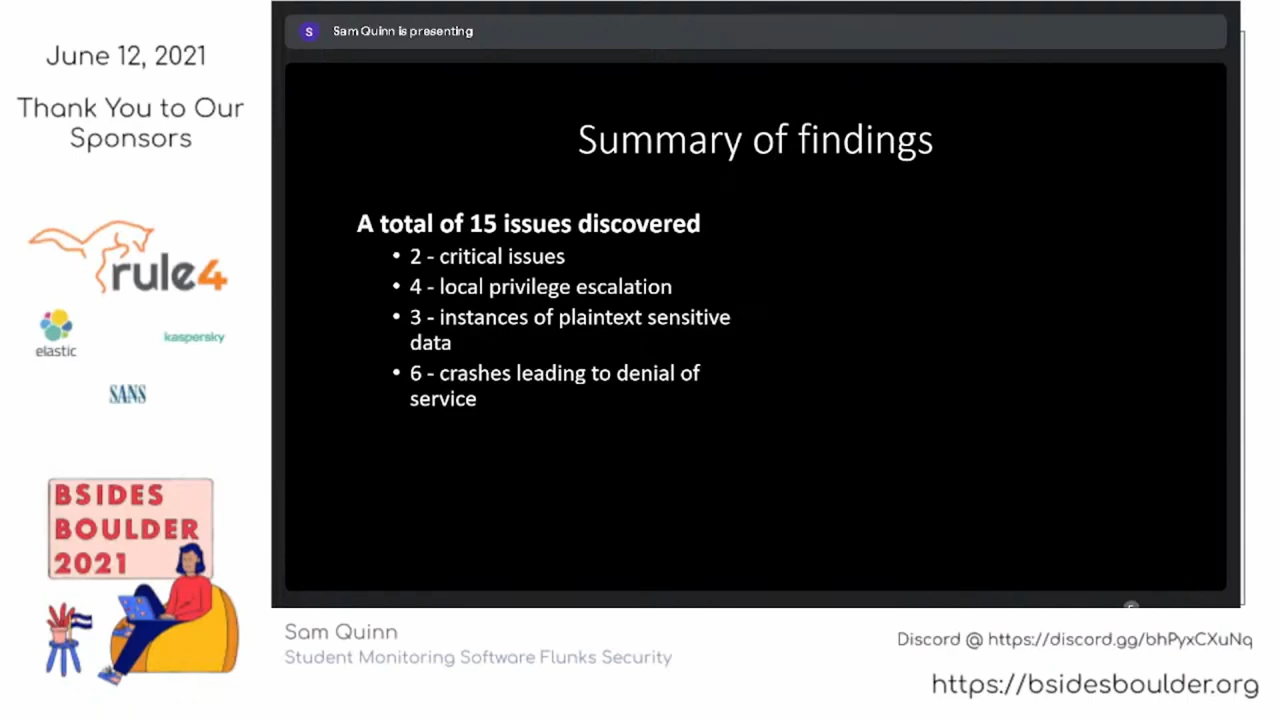 June 12, 2021
Thank You to Our
Sponsors
rule4
elastic
kaspersky
SANS
BSIDES
BOULDER
2021
S
Sam Quinn is presenting
Summary of findings
A total of 15 issues discovered
• 2 - critical issues
• 4 - local privilege escalation
• 3 - instances of plaintext sensitive
data
• 6 - crashes leading to denial of
service
Sam Quinn
Student Monitoring Software Flunks Security
Discord @ https://discord.gg/bhPyxCXuNq
https://bsidesboulder.org